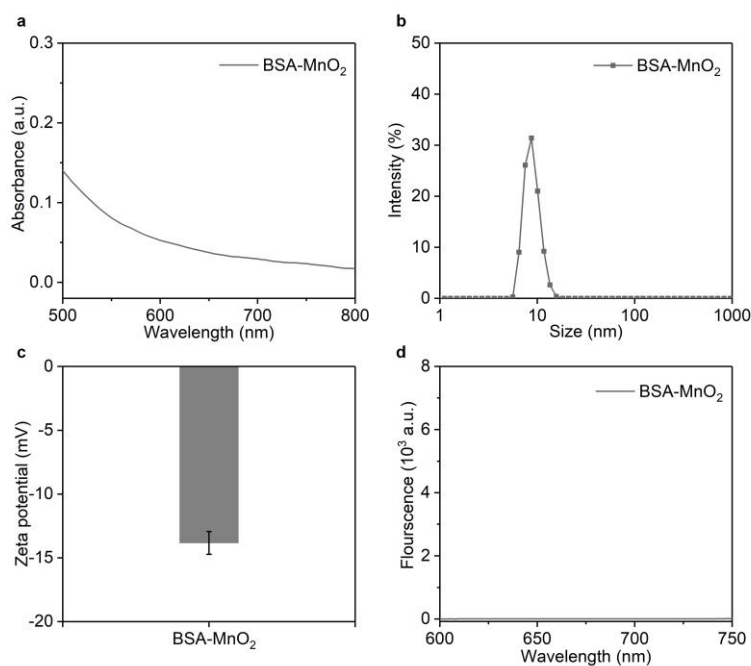 a
0.3
0.2
0.1
0.0
Absorbance (a.u.)
BSA-MnO₂
500 600 700 800
Wavelength (nm)
b
50
40
30
20
10
0
Intensity (%)
BSA-MnO₂
1 10 100 1000
Size (nm)
c
0
-5
-10
-15
-20
Zeta potential (mV)
BSA-MnO₂
d
8
6
4
2
0
Flourscence (10³ a.u.)
BSA-MnO₂
600 650 700 750
Wavelength (nm)